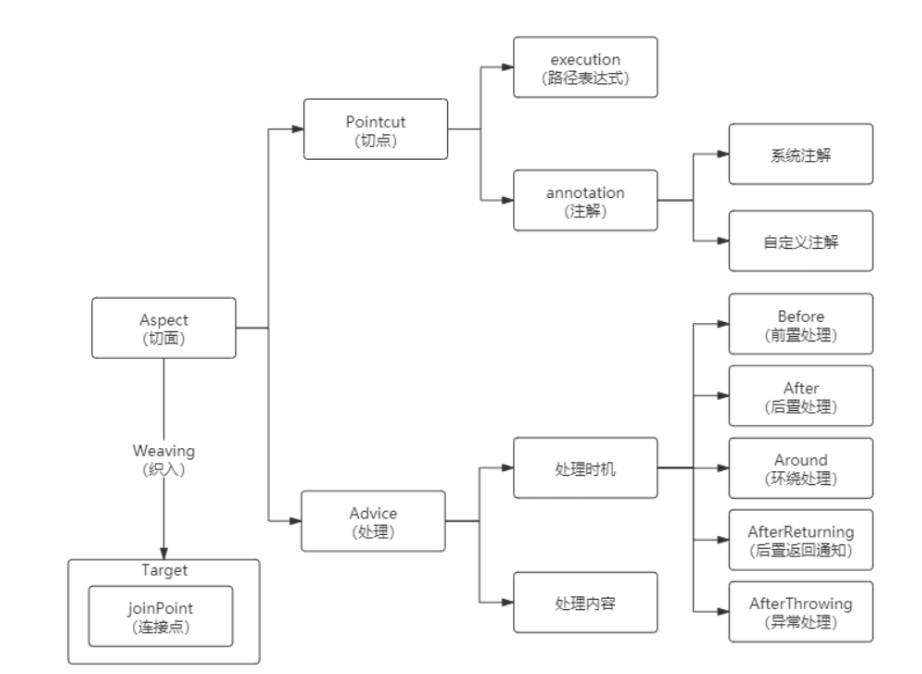 execution
(路径表达式)
Pointcut
(切点)
系统注解
annotation
(注解)
自定义注解
Aspect
(切面)
Before
(前置处理)
After
(后置处理)
Weaving
(织入)
处理时机
Around
(环绕处理)
Advice
(处理)
AfterReturning
(后置返回通知)
Target
joinPoint
(连接点)
处理内容
AfterThrowing
(异常处理)